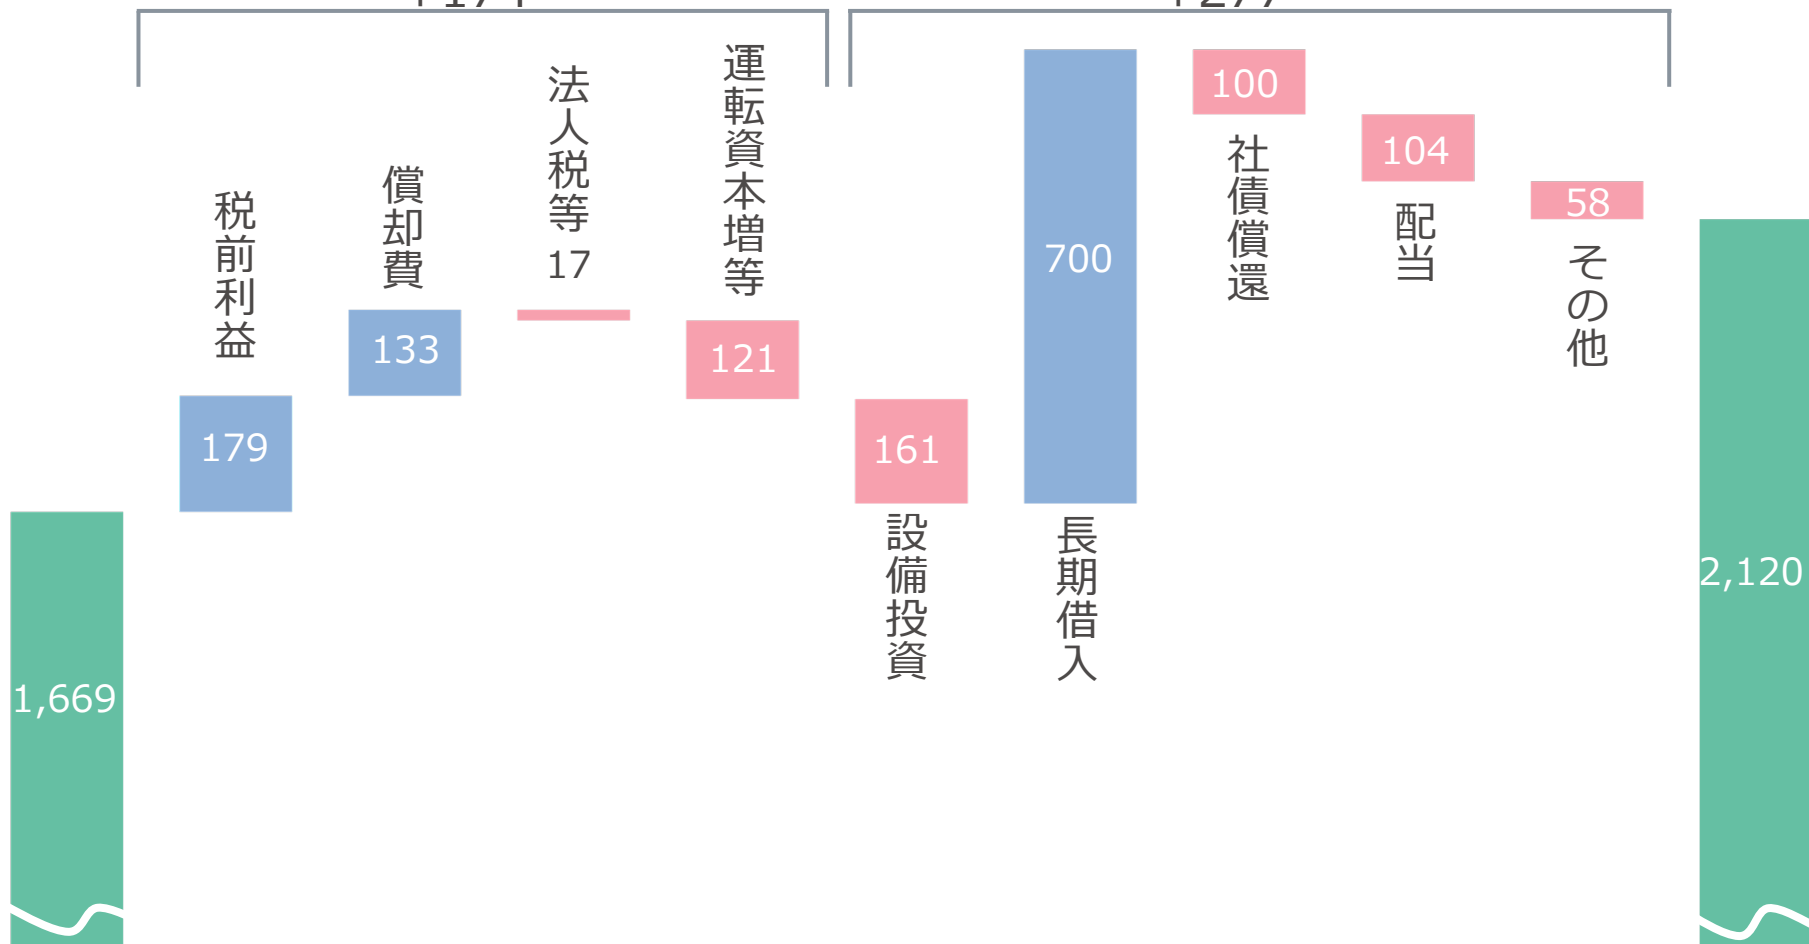 1,669
税前利益
179
償却費
133
法人税等
17
運転資本増等
121
161
設備投資
700
長期借入
100
社債償還
104
配当
58
その他
2,120